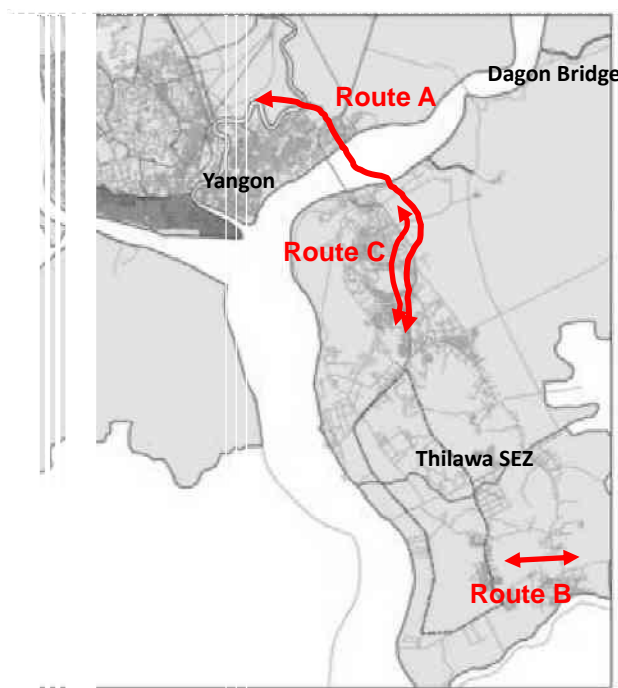 Dagon Bridge
Route A
Yangon
Route C
Thilawa SEZ
Route B